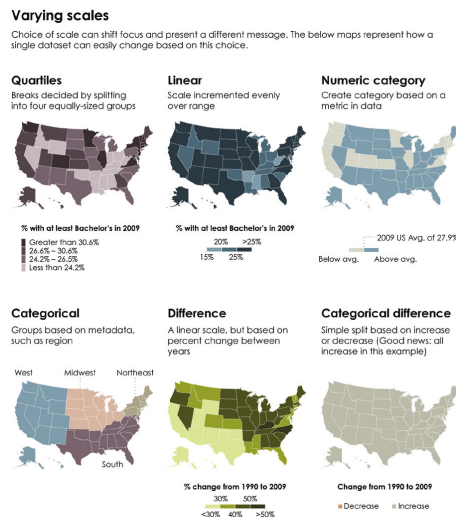 Varying scales
Choice of scale can shift focus and present a different message. The below maps represent how a
single dataset can easily change based on this choice.
Quartiles
Breaks decided by splitting
into four equally-sized groups
% with at least Bachelor's in 2009
Greater than 30.6%
26.6% – 30.6%
24.2% – 26.5%
Less than 24.2%
Linear
Scale incremented evenly
over range
% with at least Bachelor's in 2009
20% >25%
15% 25%
Numeric category
Create category based on a
metric in data
2009 US Avg. of 27.9%
Below avg. Above avg.
Categorical
Groups based on metadata,
such as region
West Midwest Northeast
South
Difference
A linear scale, but based on
percent change between
years
% change from 1990 to 2009
30% 50%
<30% 40% >50%
Categorical difference
Simple split based on increase
or decrease (Good news: all
increase in this example)
Change from 1990 to 2009
Decrease Increase